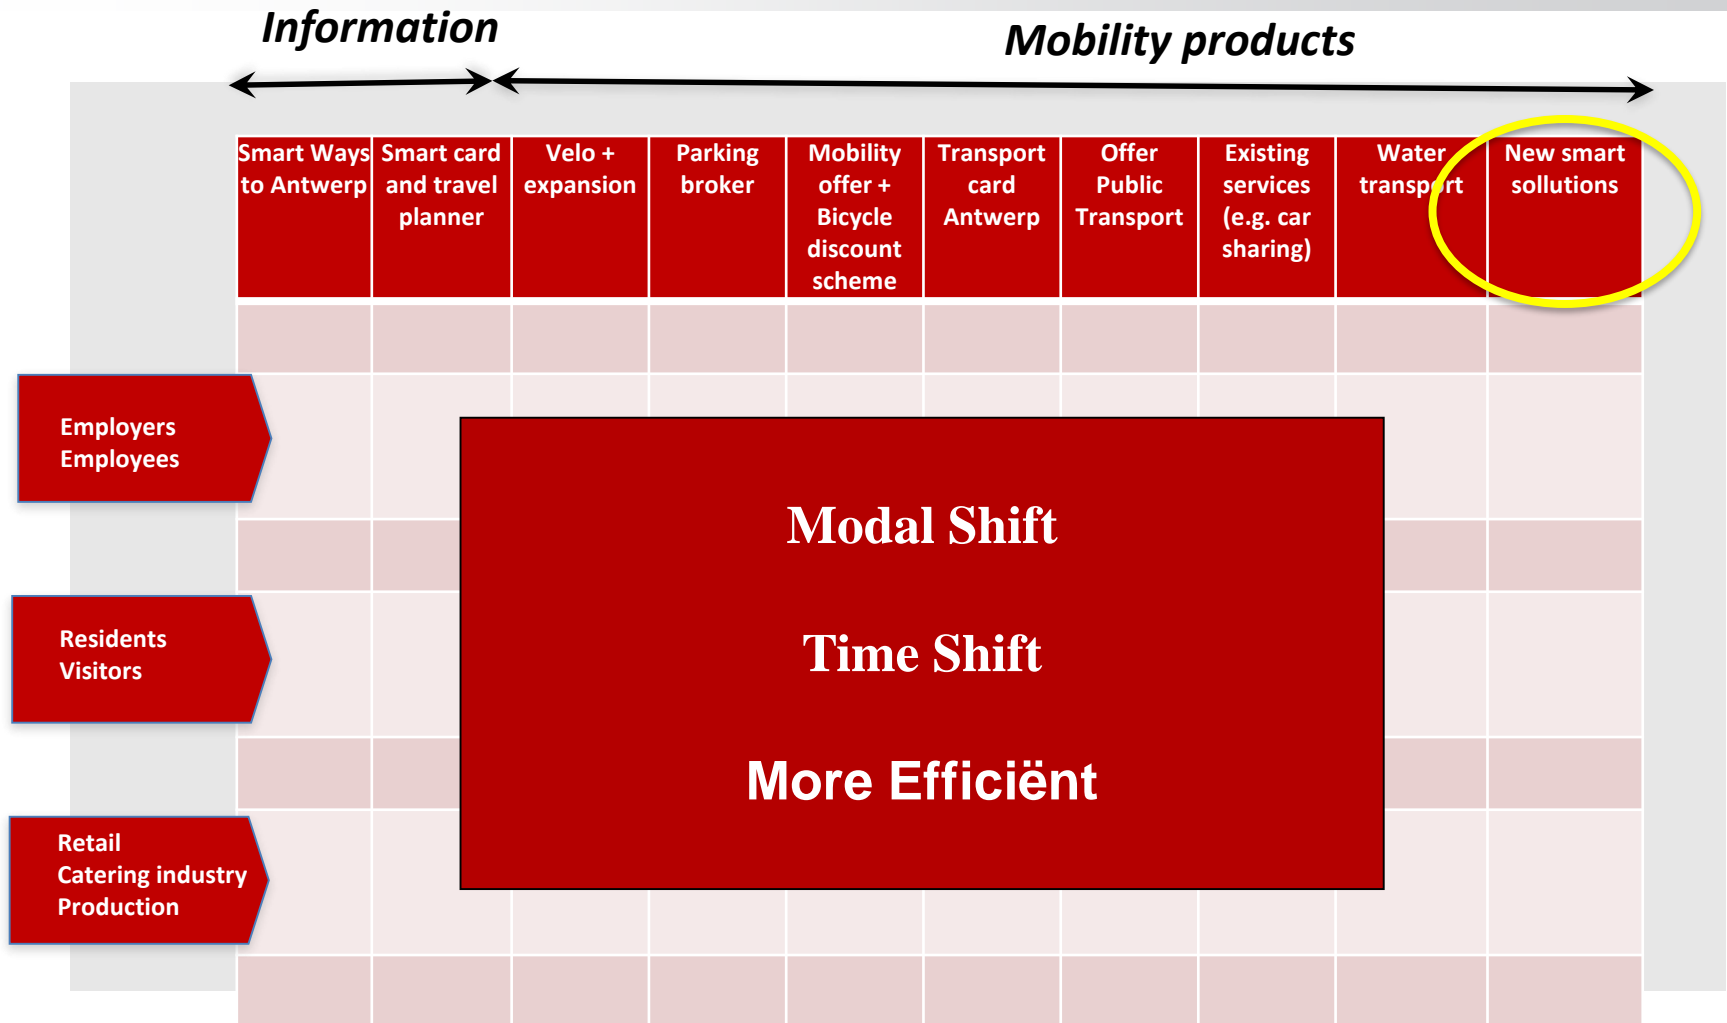 Information
Mobility products
Smart Ways
to Antwerp
Smart card
and travel
planner
Velo +
expansion
Parking
broker
Mobility
offer +
Bicycle
discount
scheme
Transport
card
Antwerp
Offer
Public
Transport
Existing
services
(e.g. car
sharing)
Water
transport
New smart
sollutions
Employers
Employees
Modal Shift
Residents
Visitors
Time Shift
More Efficiënt
Retail
Catering industry
Production